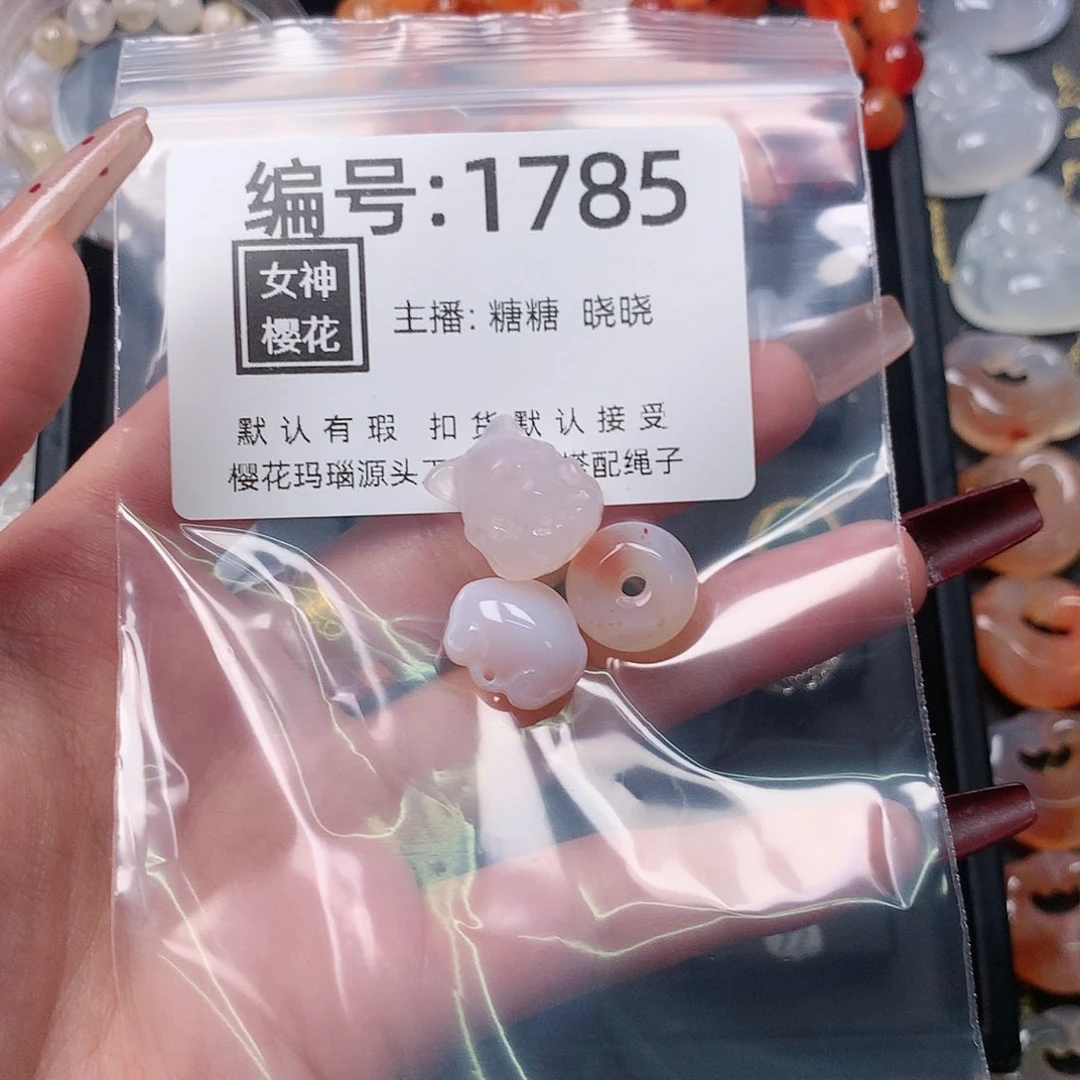 编号:1785
女神
樱花
主播: 糖糖 晓晓
默认有瑕 扣货默认接受
樱花玛瑙源头 搭配绳子